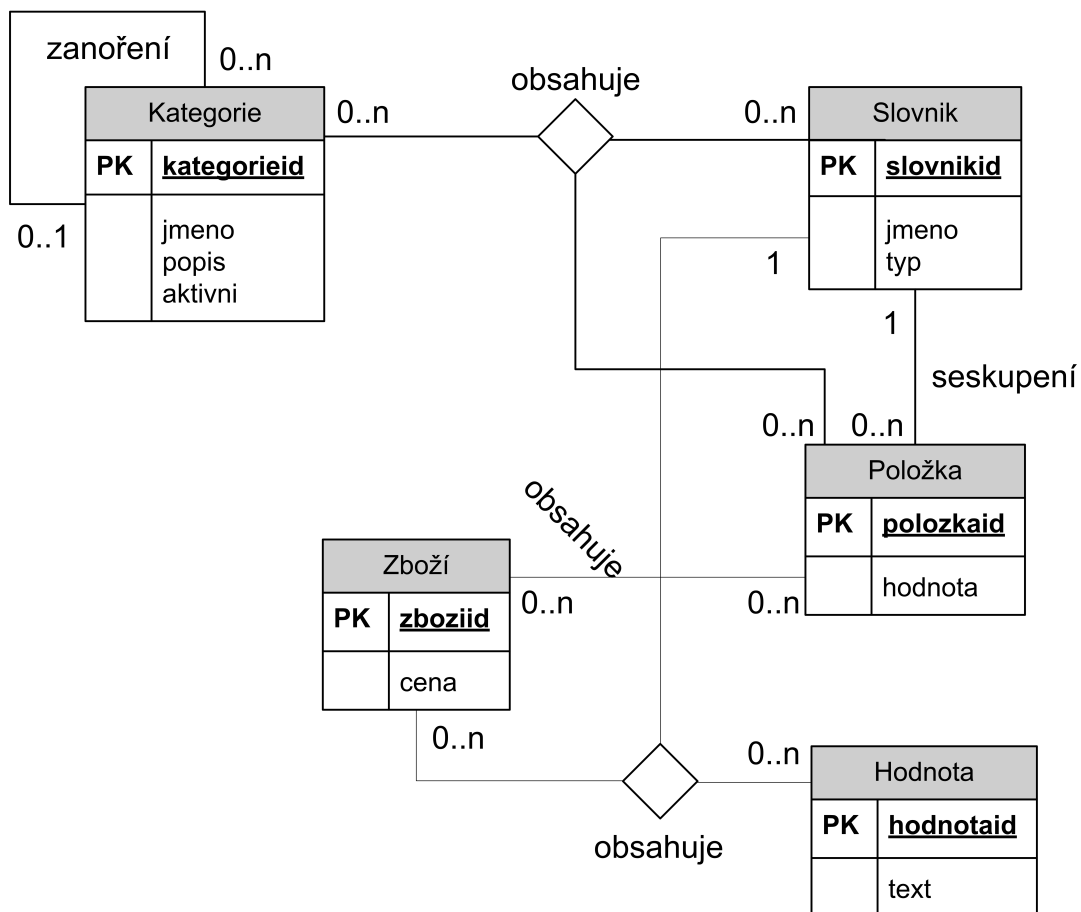 zanoření
0..n
obsahuje
Kategorie
0..n
0..n
Slovnik
PK kategorieid
PK slovnikid
0..1
jmeno
popis
aktivni
jmeno
typ
1
1
seskupení
0..n
0..n
Položka
obsahuje
PK polozkaid
Zboží
hodnota
0..n
0..n
PK zboziid
cena
0..n
0..n
Hodnota
PK hodnotaid
obsahuje
text